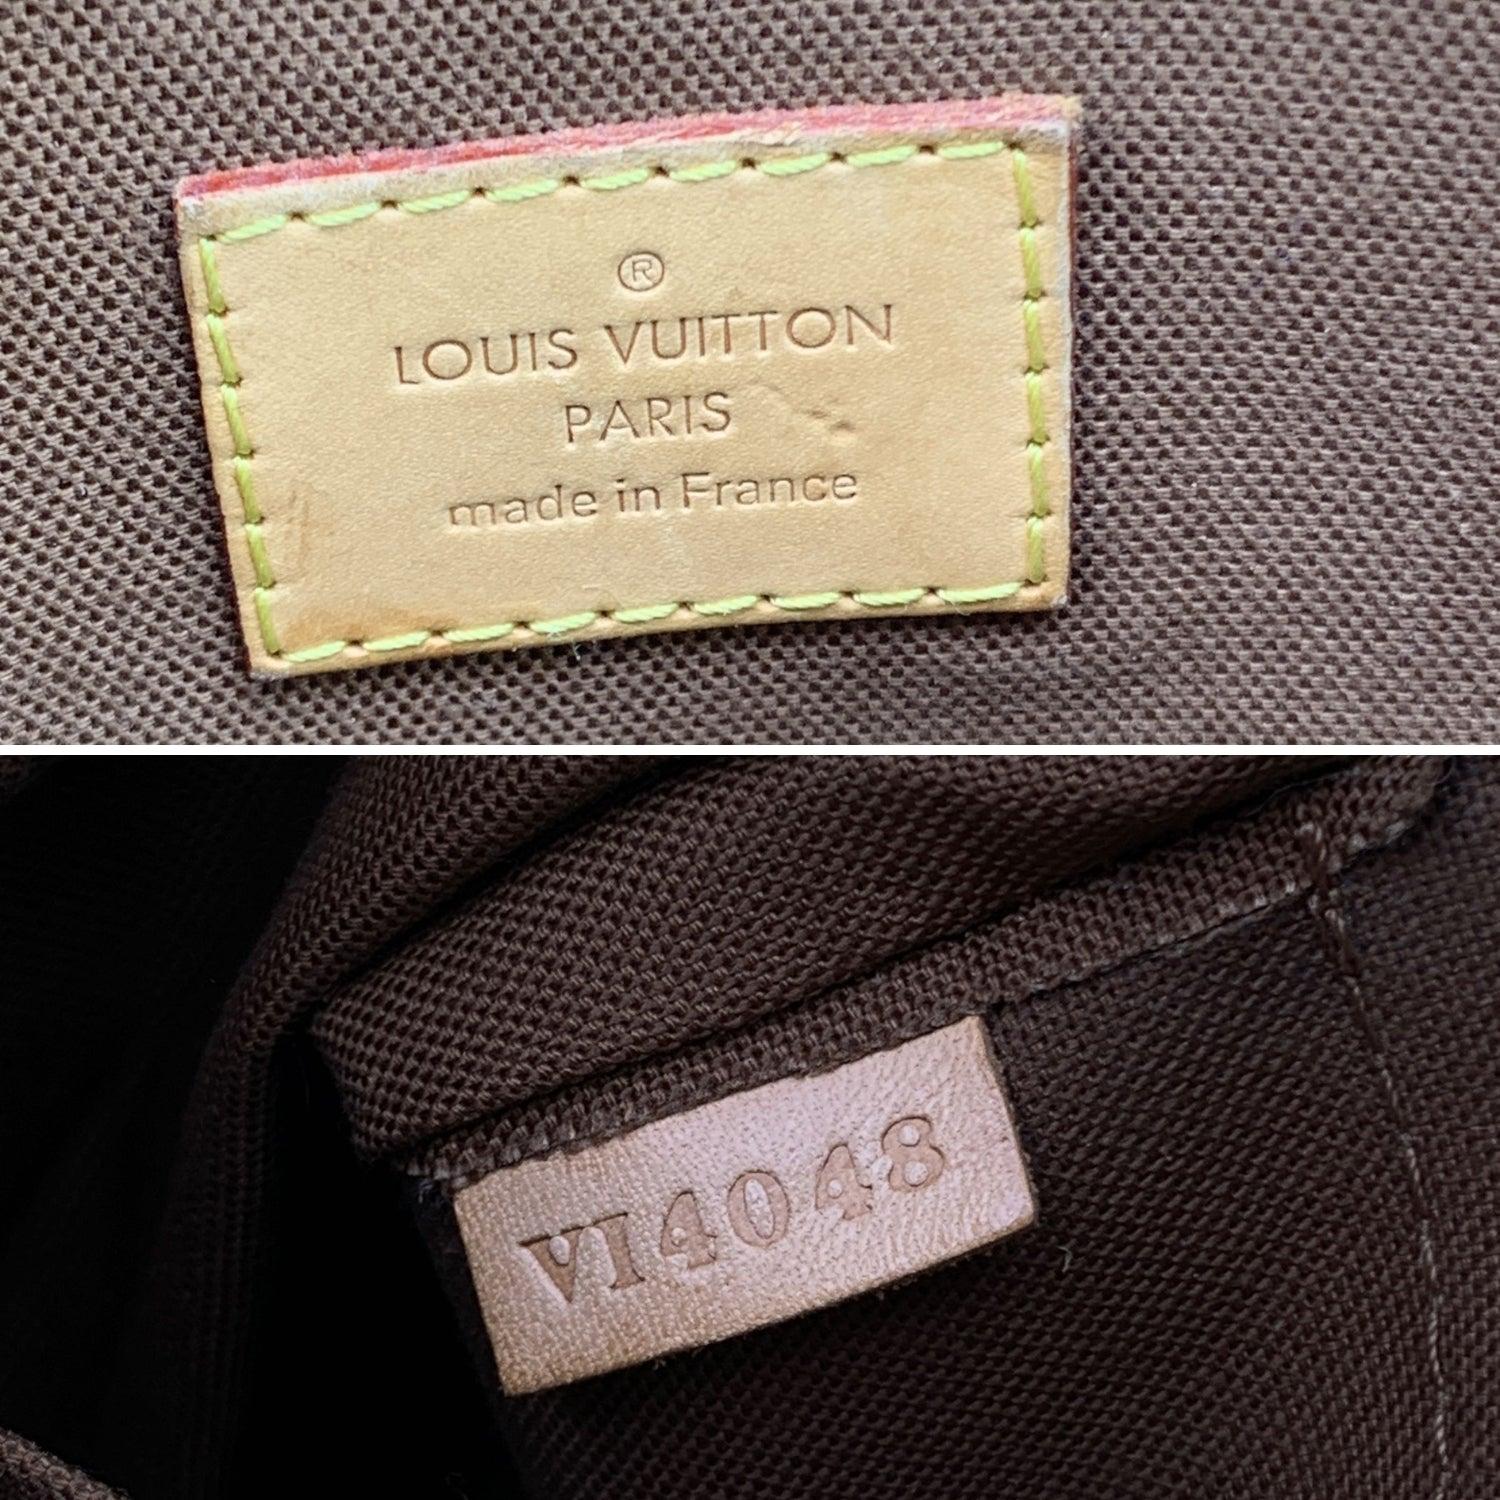 ®
LOUIS VUITTON
PARIS
made in France
VI4048